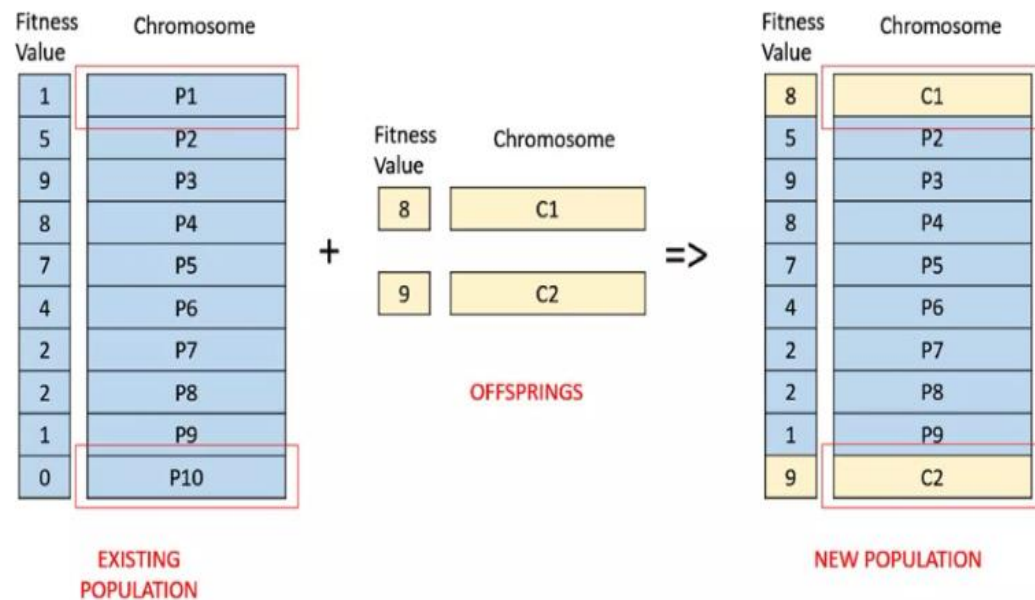 Fitness Value
Chromosome
1 P1
5 P2
9 P3
8 P4
7 P5
4 P6
2 P7
2 P8
1 P9
0 P10
EXISTING
POPULATION
+
Fitness
Value
Chromosome
8 C1
9 C2
OFFSPRINGS
=>
Fitness
Value
Chromosome
8 C1
5 P2
9 P3
8 P4
7 P5
4 P6
2 P7
2 P8
1 P9
9 C2
NEW POPULATION